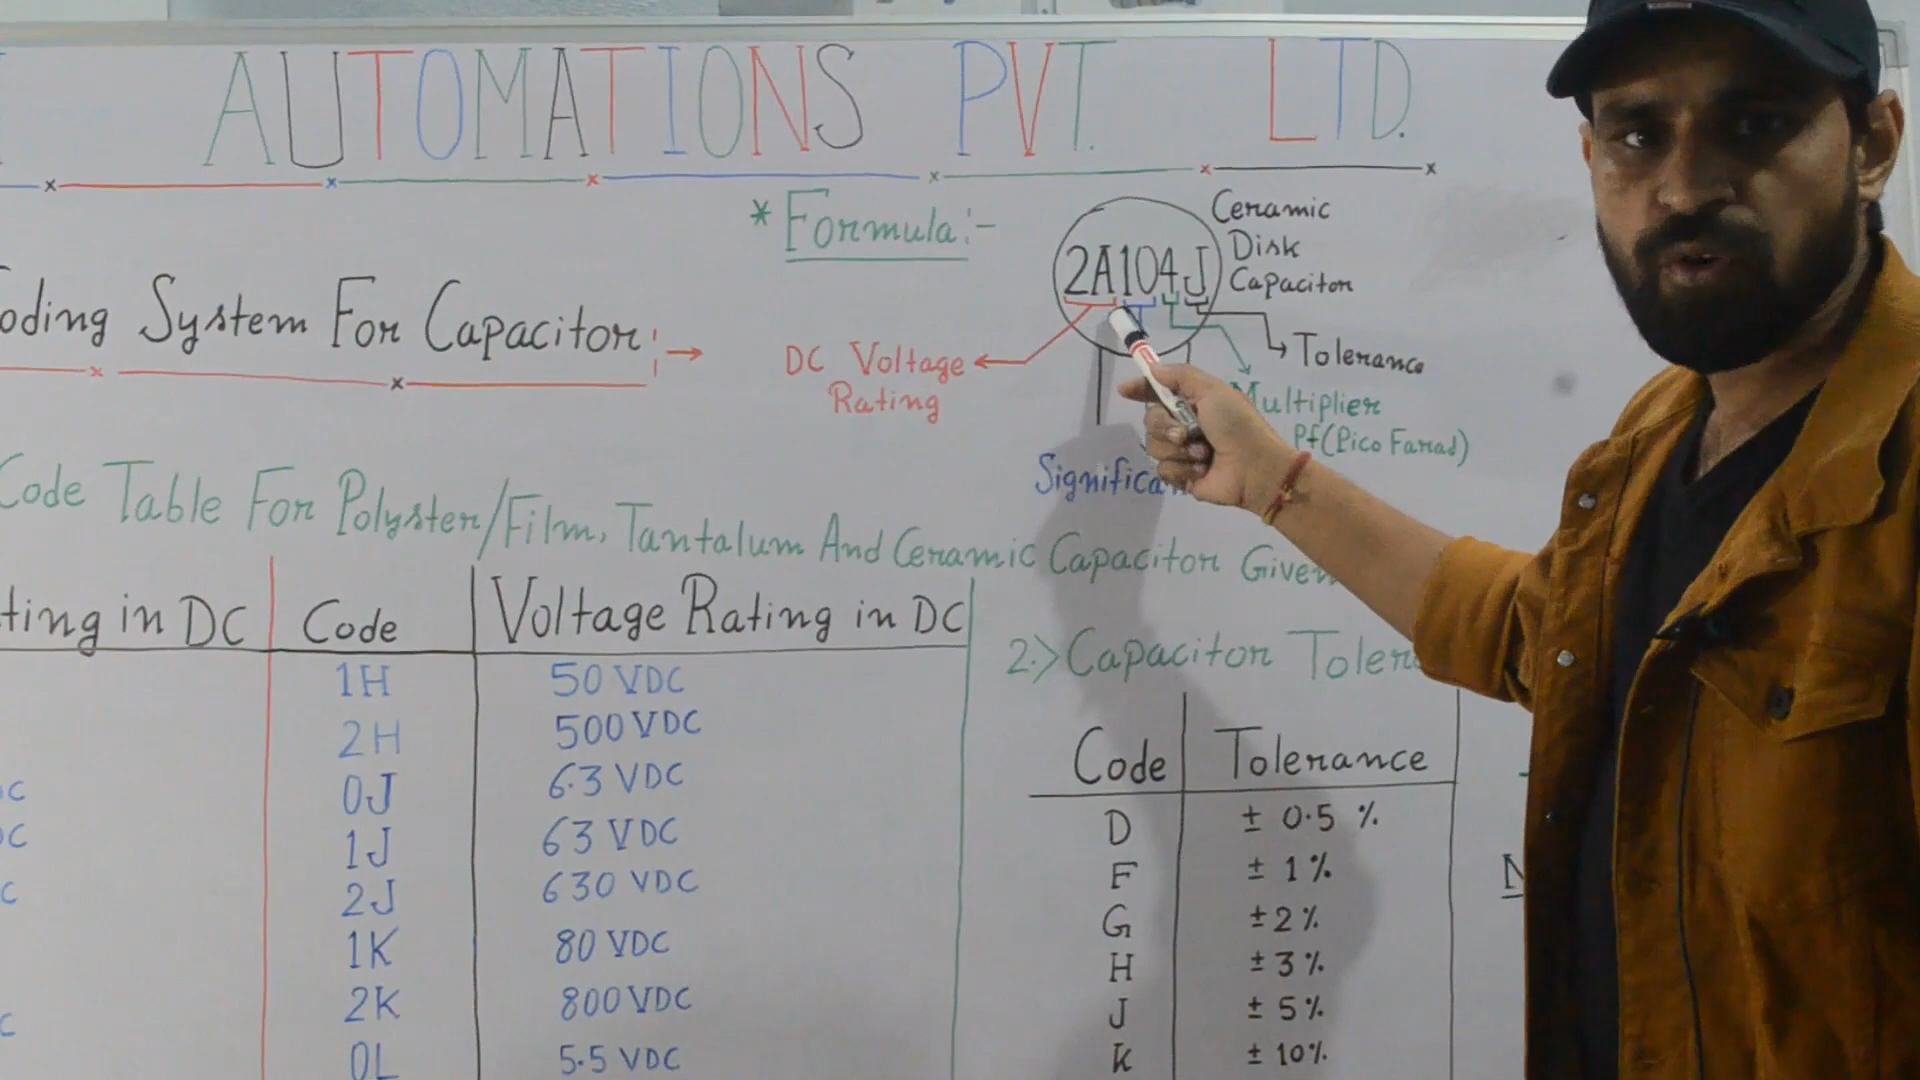 AUTOMATIONS PVT. LTD.
* Formula:-
Ceramic
Disk
Capacitor
2A104J
oding System For Capacitor:→
DC Voltage
Rating
Tolerance
Multiplier
Pf(Pico Farad)
Significa
Code Table For Polyster/Film, Tantalum And Ceramic Capacitor Given
ting in DC Code Voltage Rating in DC
1H 50 VDC
2H 500 VDC
0J 6.3 VDC
1J 63 VDC
2J 630 VDC
1K 80 VDC
2K 800 VDC
0L 5.5 VDC
2.) Capacitor Toler
Code Tolerance
D ± 0.5 %
F ± 1 %
G ± 2 %
H ± 3 %
J ± 5 %
K ± 10%